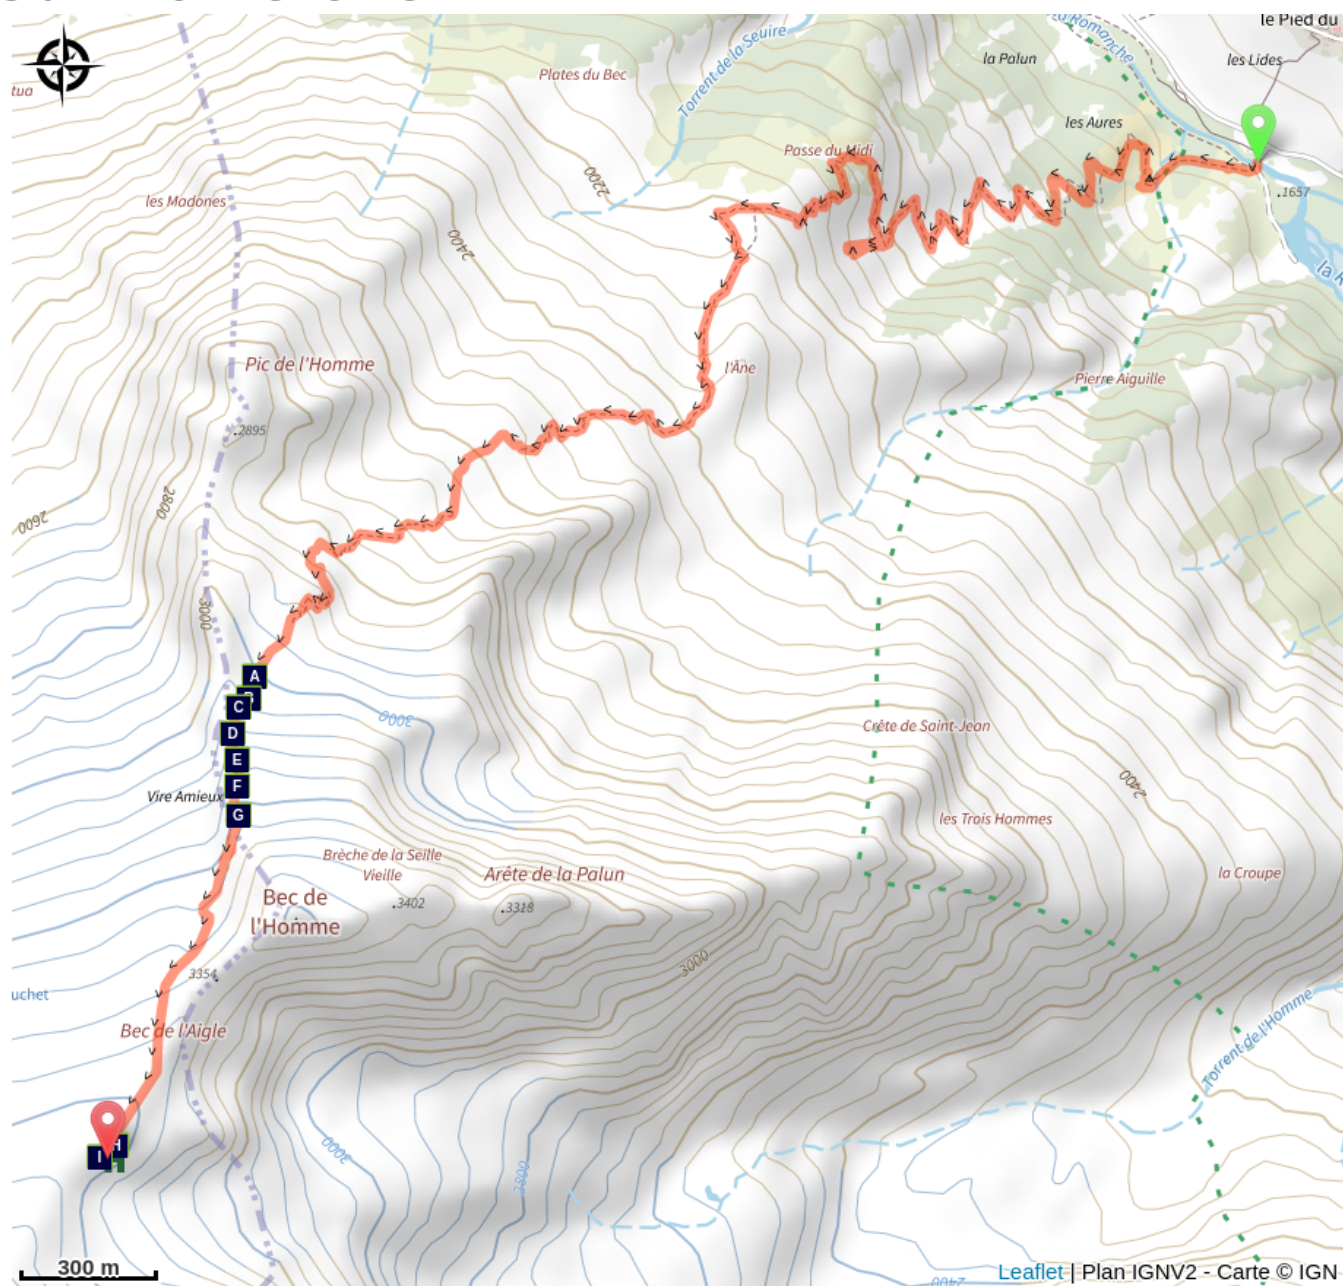 le Pied du
la Romanche
les Lides
la Palun
Torrent de la Seuire
Plates du Bec
tua
les Aures
Passe du Midi
2200
.1657
les Madones
2400
la R
Pic de l'Homme
l'Âne
Pierre Aiguille
.2895
2800
2600
3000
A
C
3000
Crête de Saint-Jean
D
E
F
Vire Amieux
2400
G
les Trois Hommes
Brèche de la Seille
Vieille
Arête de la Palun
la Croupe
Bec de
l'Homme
.3402
.3318
3000
3354
uchet
Bec de l'Aigle
Torrent de l'Homme
H
I
3000
2800
300 m
2400
Leaflet | Plan IGNV2 - Carte © IGN